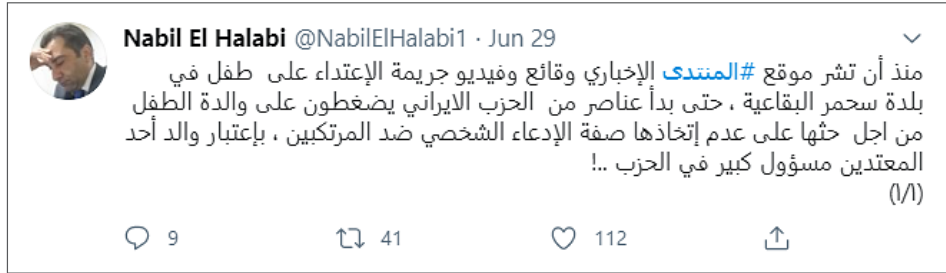 Nabil El Halabi @NabilElHalabi1 · Jun 29
منذ أن تشر موقع #المنتدى الإخباري وقائع وفيديو جريمة الإعتداء على طفل في
بلدة سحمر البقاعية ، حتى بدأ عناصر من الحزب الايراني يضغطون على والدة الطفل
من اجل حثها على عدم إتخاذها صفة الإدعاء الشخصي ضد المرتكبين ، بإعتبار والد أحد
المعتدين مسؤول كبير في الحزب ..!
(١/١)
9 41 112